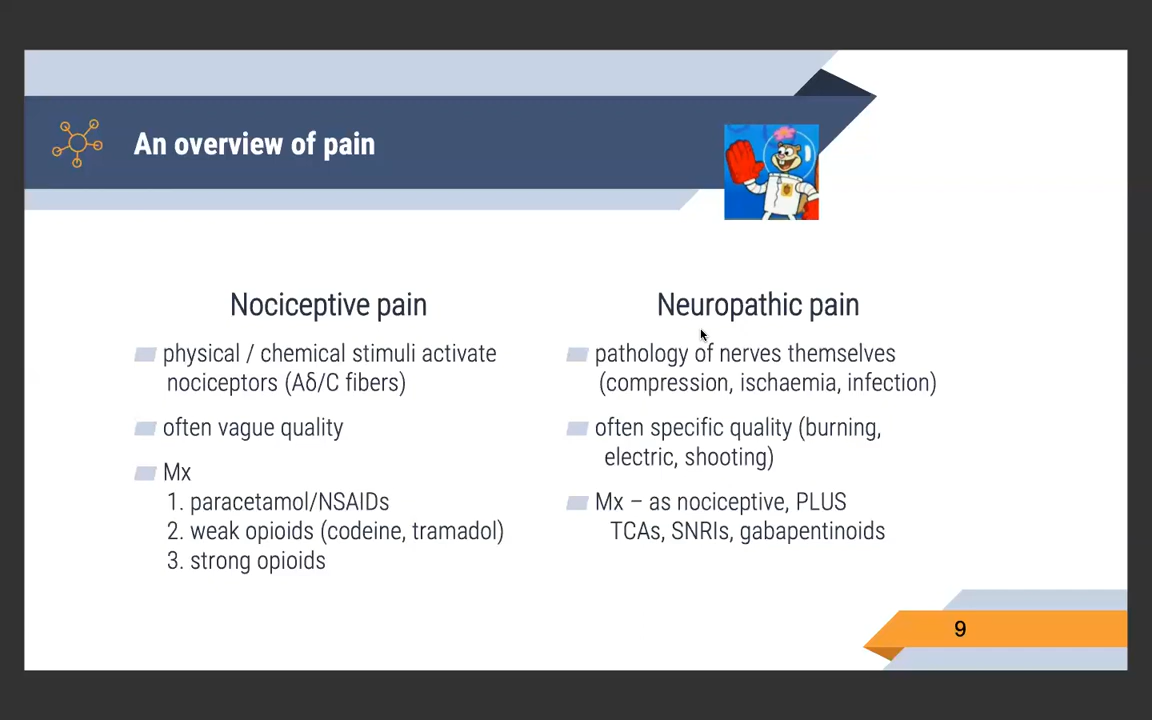 An overview of pain
Nociceptive pain
physical / chemical stimuli activate
nociceptors (Aδ/C fibers)
often vague quality
Mx
1. paracetamol/NSAIDs
2. weak opioids (codeine, tramadol)
3. strong opioids
Neuropathic pain
pathology of nerves themselves
(compression, ischaemia, infection)
often specific quality (burning,
electric, shooting)
Mx – as nociceptive, PLUS
TCAs, SNRIs, gabapentinoids
9